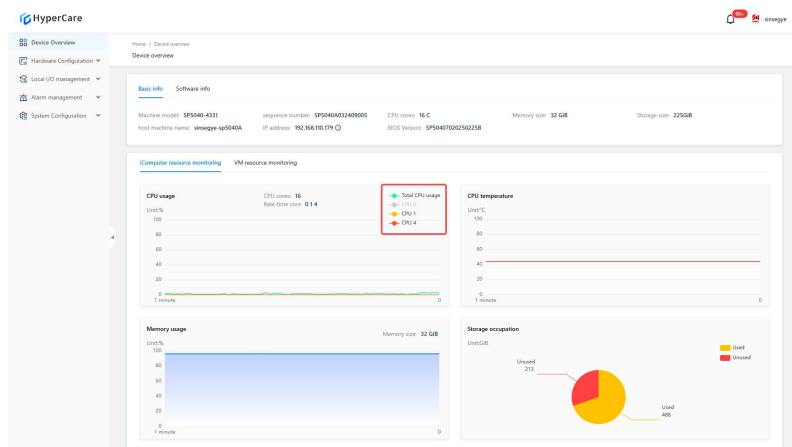 HyperCare
99+
sinsegye
Device Overview
Hardware Configuration
Local I/O management
Alarm management
System Configuration
Home / Device overview
Device overview
Basic info Software info
Machine model: SP5040-4331 sequence number: SP5040A032409005 CPU cores: 16 C Memory size: 32 GiB Storage size: 225GiB
host machine name: sinsegye-sp5040A IP address: 192.168.110.179 BIOS Version: SP504070202502258
iComputer resource monitoring VM resource monitoring
CPU usage
CPU cores: 16
Real-time core 0 1 4
Total CPU usage
CPU 0
CPU 1
CPU 4
Unit:%
100
80
60
40
20
0
1 minute 0
CPU temperature
Unit:°C
100
80
60
40
20
0
1 minute 0
Memory usage
Memory size: 32 GiB
Unit:%
100
80
60
40
20
0
1 minute 0
Storage occupation
Unit:GiB
Used
Unused
Unused
213
Used
488